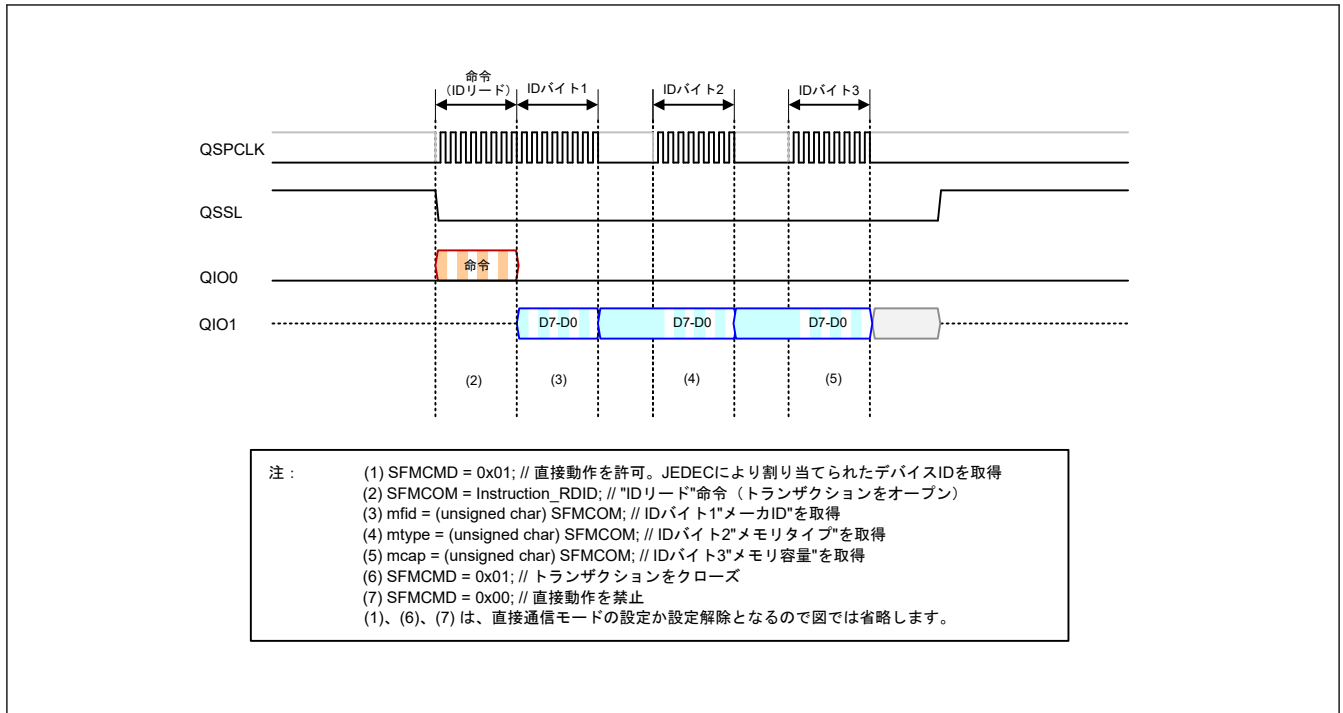 命令
（IDリード）
IDバイト1
IDバイト2
IDバイト3
QSPCLK
QSSL
QIO0
命令
QIO1
D7-D0
D7-D0
D7-D0
(2)
(3)
(4)
(5)
注：
(1) SFMCMD = 0x01; // 直接動作を許可。JEDECにより割り当てられたデバイスIDを取得
(2) SFMCOM = Instruction_RDID; // "IDリード"命令（トランザクションをオープン）
(3) mfid = (unsigned char) SFMCOM; // IDバイト1"メーカID"を取得
(4) mtype = (unsigned char) SFMCOM; // IDバイト2"メモリタイプ"を取得
(5) mcap = (unsigned char) SFMCOM; // IDバイト3"メモリ容量"を取得
(6) SFMCMD = 0x01; // トランザクションをクローズ
(7) SFMCMD = 0x00; // 直接動作を禁止
(1)、(6)、(7) は、直接通信モードの設定か設定解除となるので図では省略します。